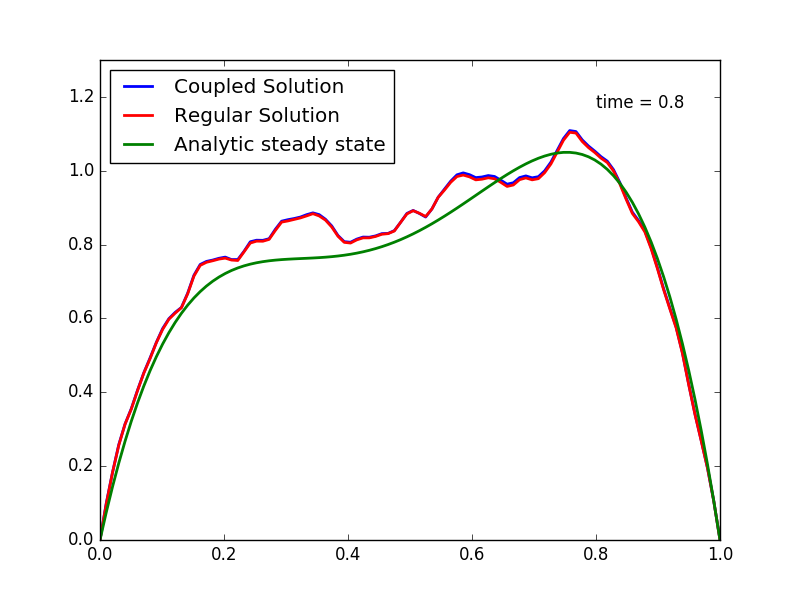 Coupled Solution
Regular Solution
Analytic steady state
time = 0.8
1.2
1.0
0.8
0.6
0.4
0.2
0.0
0.0 0.2 0.4 0.6 0.8 1.0